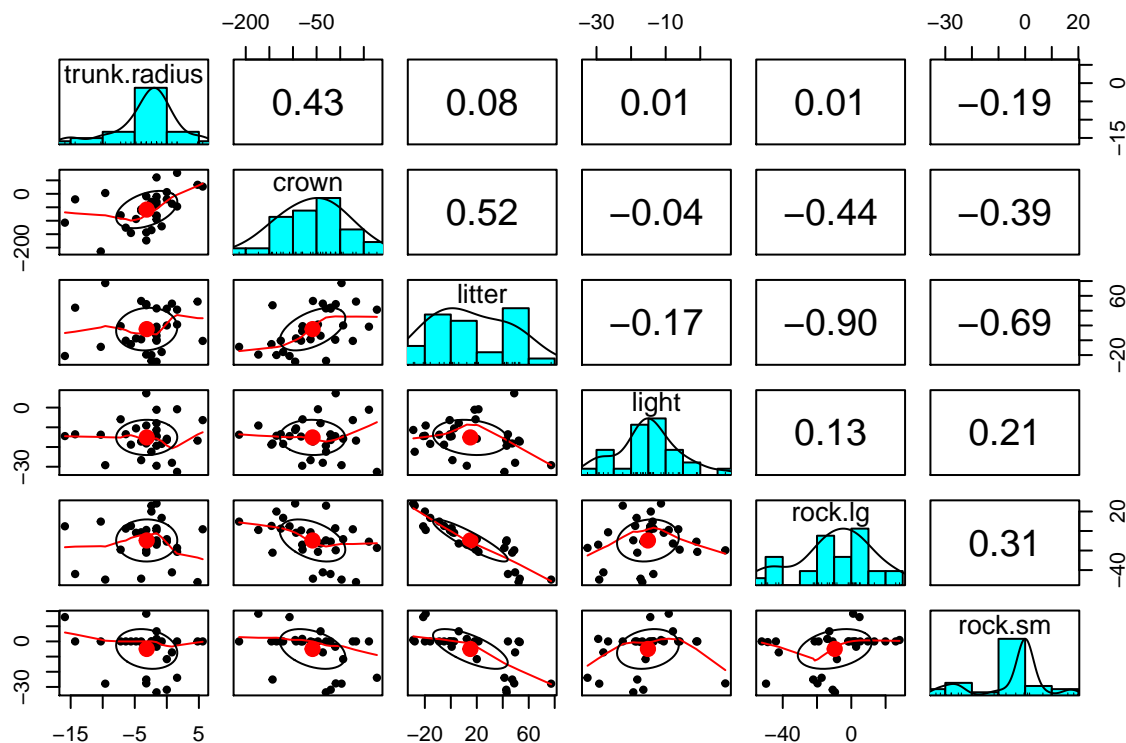 −200 −50 −30 −10 −30 0 20
trunk.radius 0.43 0.08 0.01 0.01 −0.19 −15 0
−200 0 crown 0.52 −0.04 −0.44 −0.39
litter −0.17 −0.90 −0.69 −20 60
−30 0 light 0.13 0.21
rock.lg 0.31 −40 20
−30 0 rock.sm
−15 −5 5 −20 20 60 −40 0